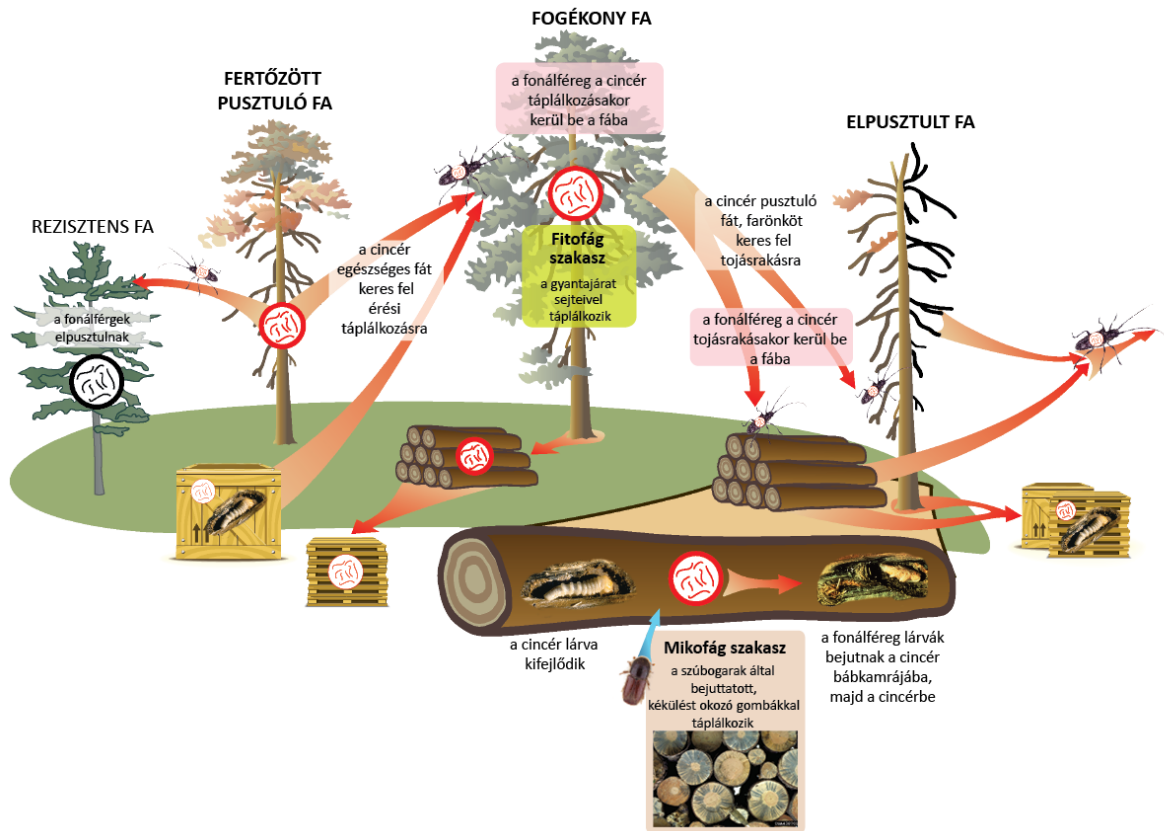 FOGÉKONY FA
a fonálféreg a cincér
táplálkozásakor
kerül be a fába
FERTŐZÖTT
PUSZTULÓ FA
ELPUSZTULT FA
REZISZTENS FA
a fonálférgek
elpusztulnak
a cincér
egészséges fát
keres fel
érési
táplálkozásra
Fitofág
szakasz
a gyantajárat
sejteivel
táplálkozik
a cincér pusztuló
fát, farönköt
keres fel
tojásrakásra
a fonálféreg a cincér
tojásrakásakor kerül be
a fába
a cincér lárva
kifejlődik
Mikofág szakasz
a szúbogarak által
bejuttatott,
kékülést okozó gombákkal
táplálkozik
a fonálféreg lárvák
bejutnak a cincér
bábkamrájába,
majd a cincérbe